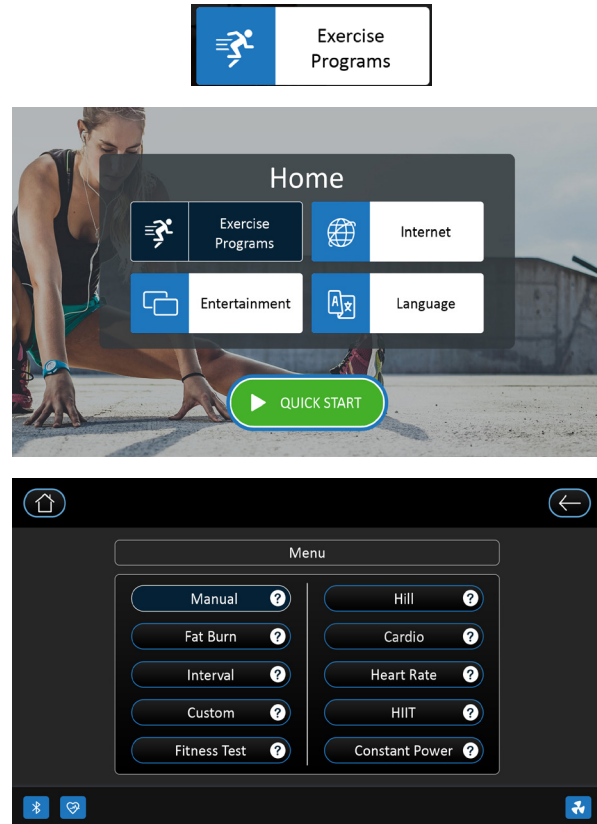 Exercise
Programs
Home
Exercise
Programs
Internet
Entertainment
Language
QUICK START
Menu
Manual ?
Hill ?
Fat Burn ?
Cardio ?
Interval ?
Heart Rate ?
Custom ?
HIIT ?
Fitness Test ?
Constant Power ?